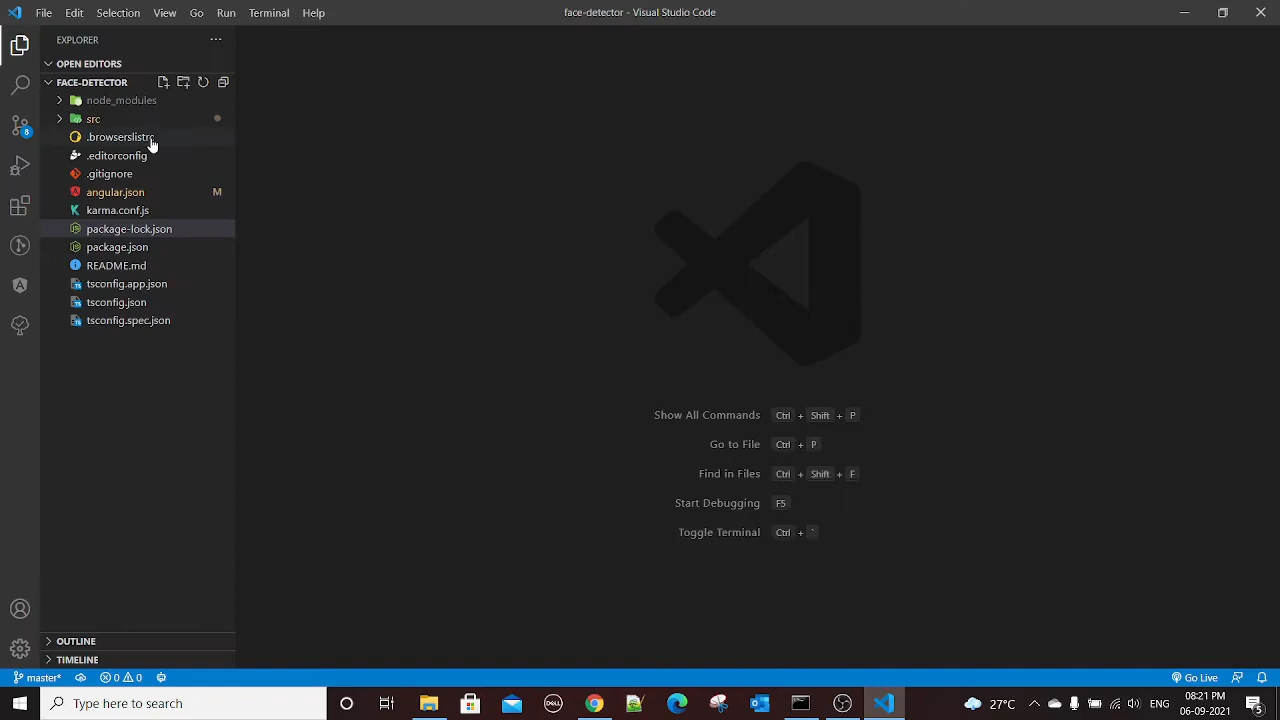 File Edit Selection View Go Run Terminal Help
face-detector - Visual Studio Code
EXPLORER
OPEN EDITORS
FACE-DETECTOR
node_modules
src
.browserslistrc
.editorconfig
.gitignore
angular.json M
karma.conf.js
package-lock.json
package.json
README.md
tsconfig.app.json
tsconfig.json
tsconfig.spec.json
8
Show All Commands Ctrl + Shift + P
Go to File Ctrl + P
Find in Files Ctrl + Shift + F
Start Debugging F5
Toggle Terminal Ctrl + `
OUTLINE
TIMELINE
master* 0 0 Go Live
Type here to search
DELL
27°C ENG 08:21 PM
06-09-2021